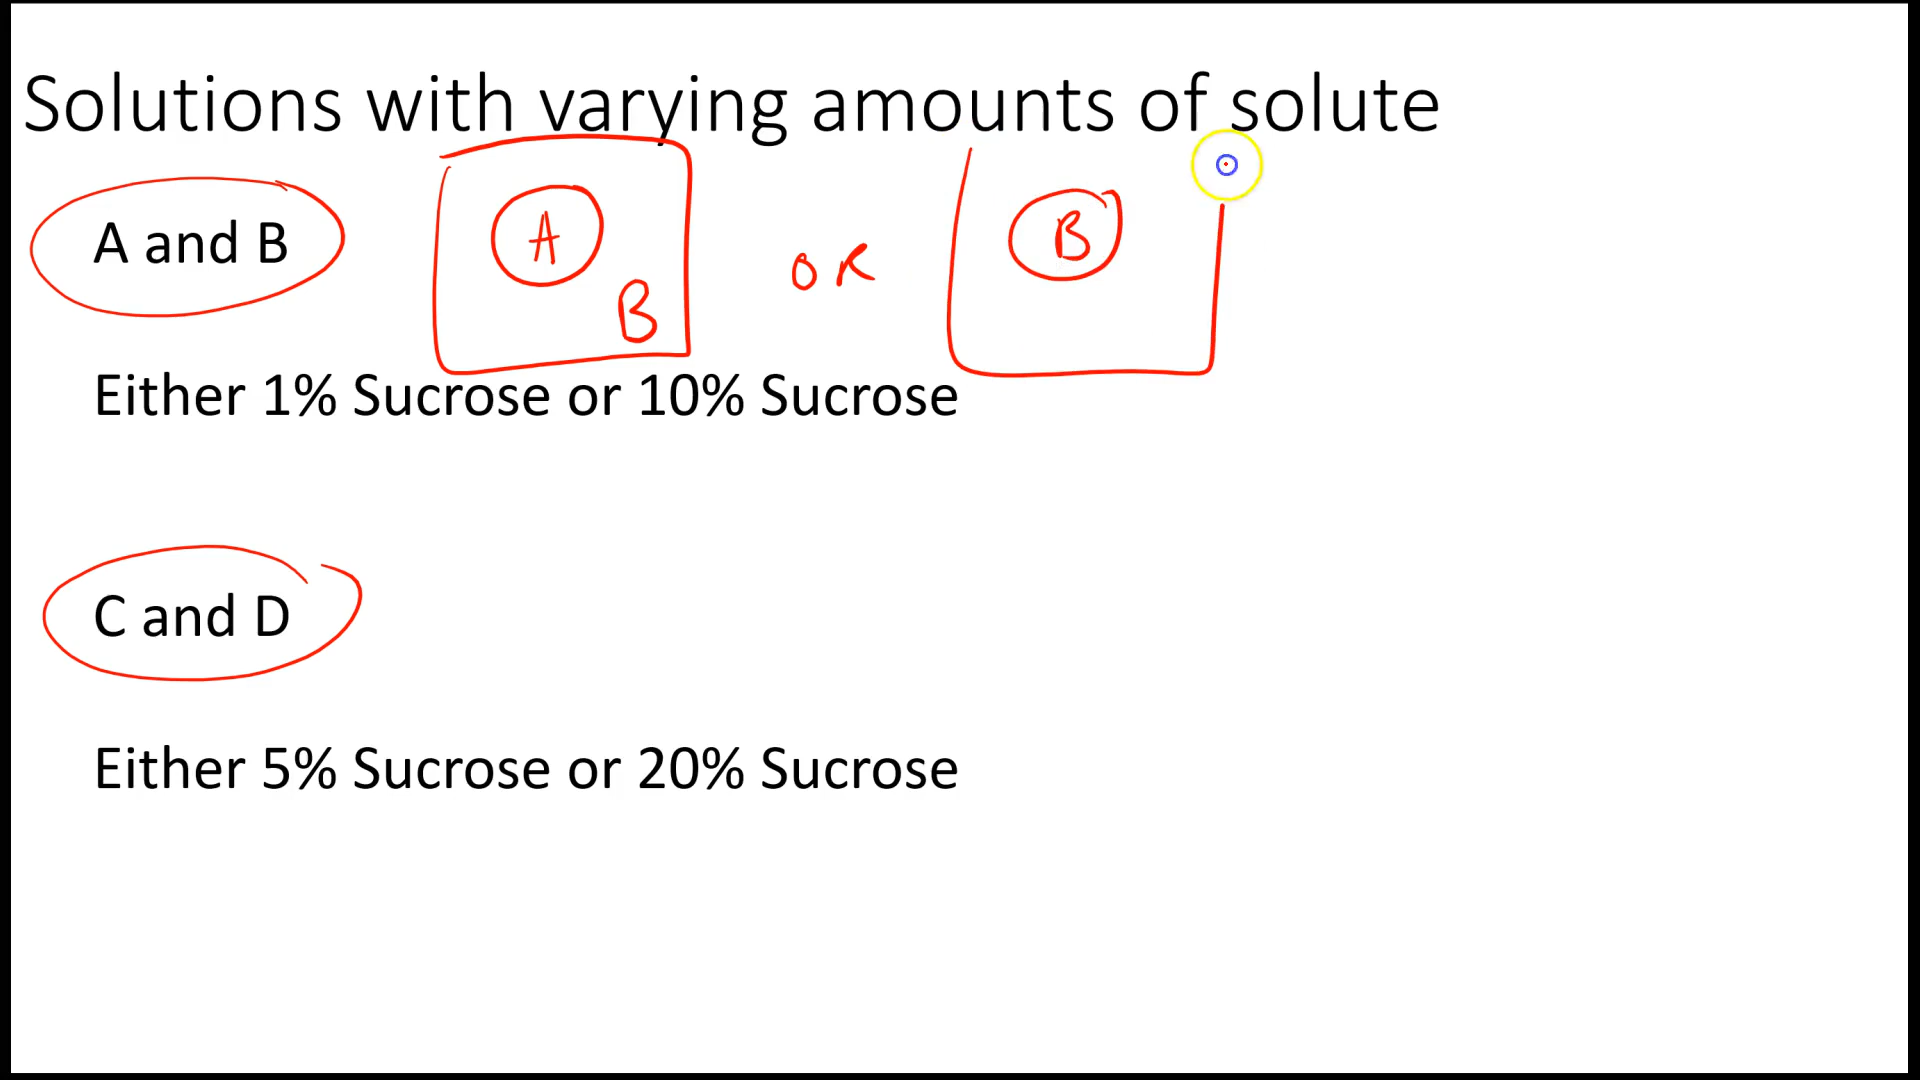 Solutions with varying amounts of solute
A and B
A
B
OR
B
Either 1% Sucrose or 10% Sucrose
C and D
Either 5% Sucrose or 20% Sucrose